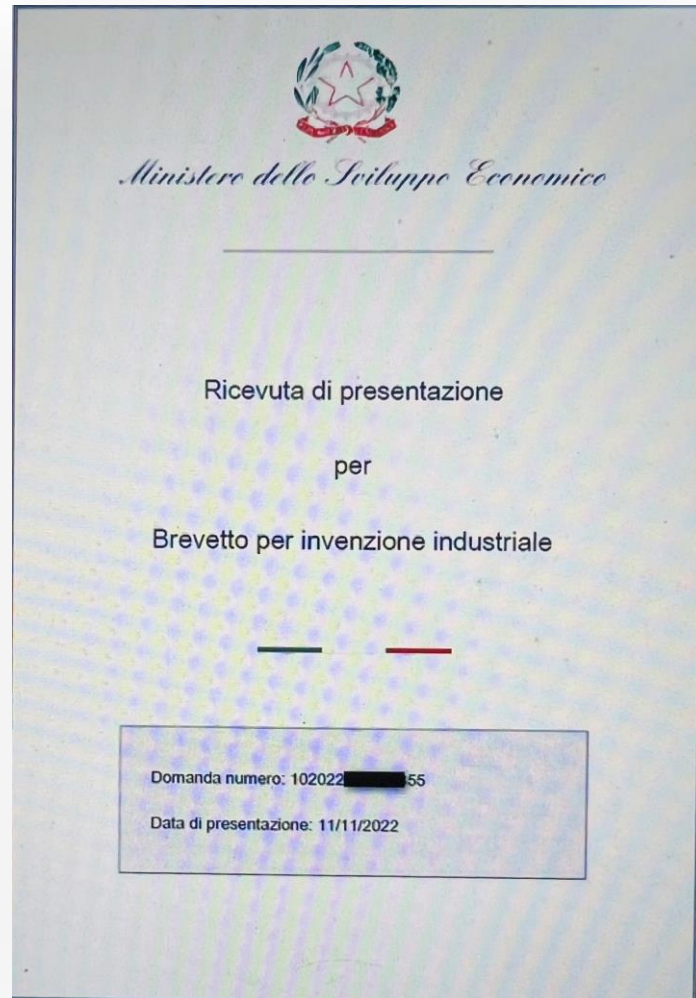 Ministero dello Sviluppo Economico
Ricevuta di presentazione
per
Brevetto per invenzione industriale
Domanda numero: 102022 55
Data di presentazione: 11/11/2022